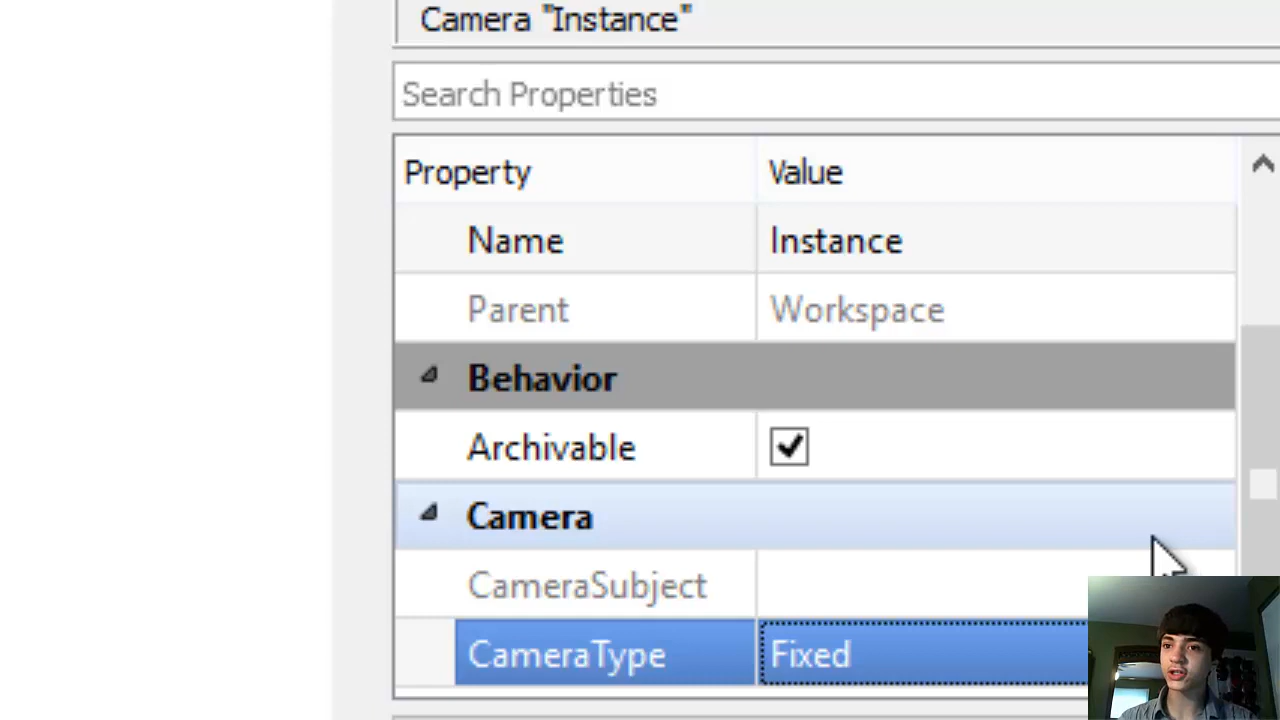 Camera "Instance"
Search Properties
Property Value
Name Instance
Parent Workspace
Behavior
Archivable
Camera
CameraSubject
CameraType Fixed